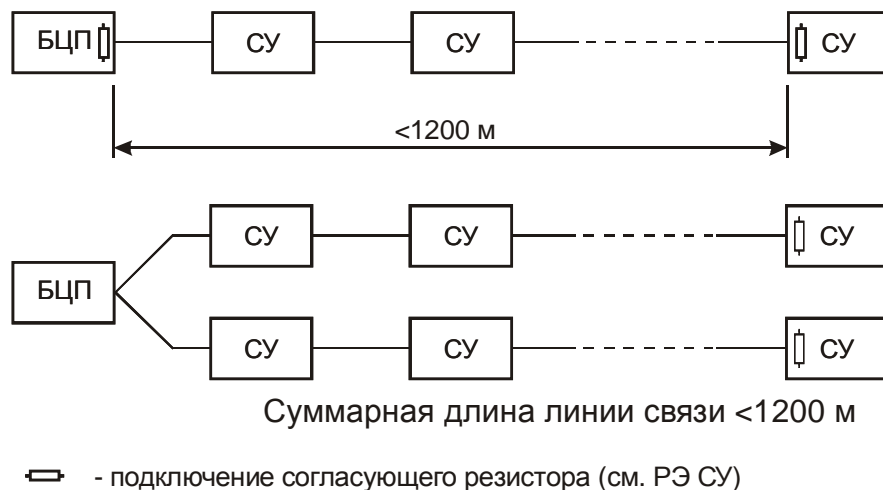 БЦП СУ СУ СУ
<1200 м
СУ СУ СУ
БЦП
СУ СУ СУ
Суммарная длина линии связи <1200 м
- подключение согласующего резистора (см. РЭ СУ)